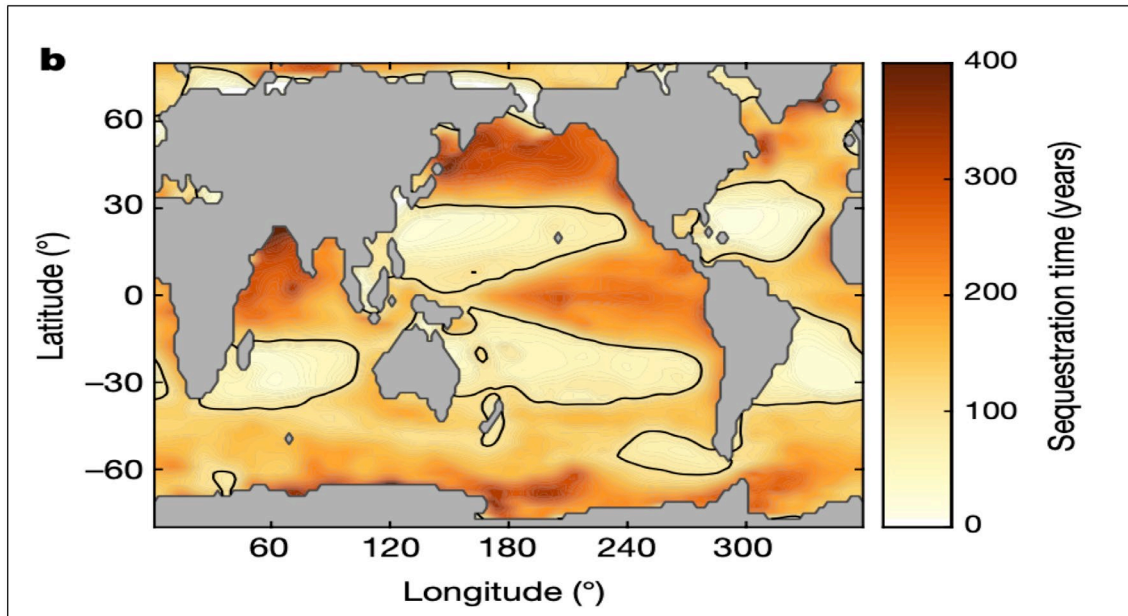 b
60
30
0
−30
−60
Latitude (°)
60 120 180 240 300
Longitude (°)
400
300
200
100
0
Sequestration time (years)